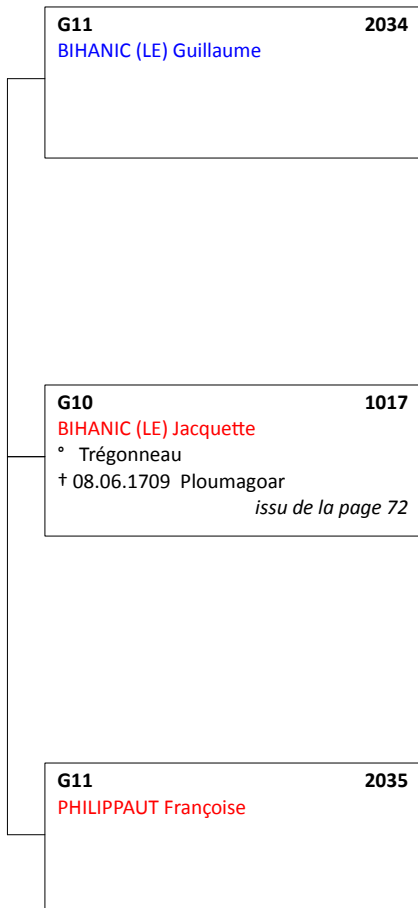 G11 2034
BIHANIC (LE) Guillaume
G10 1017
BIHANIC (LE) Jacquette
° Trégonneau
† 08.06.1709 Ploumagoar
issu de la page 72
G11 2035
PHILIPPAUT Françoise